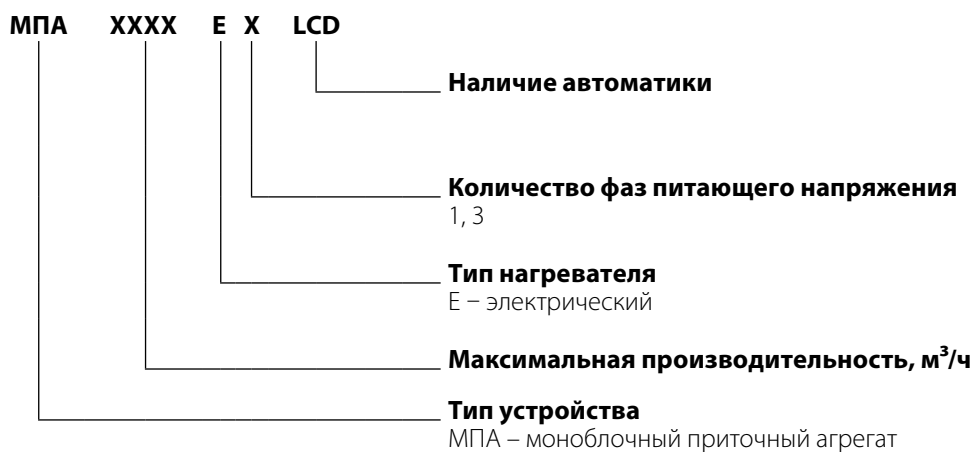 МПА XXXX E X LCD
Наличие автоматики
Количество фаз питающего напряжения
1, 3
Тип нагревателя
Е – электрический
Максимальная производительность, м³/ч
Тип устройства
МПА – моноблочный приточный агрегат